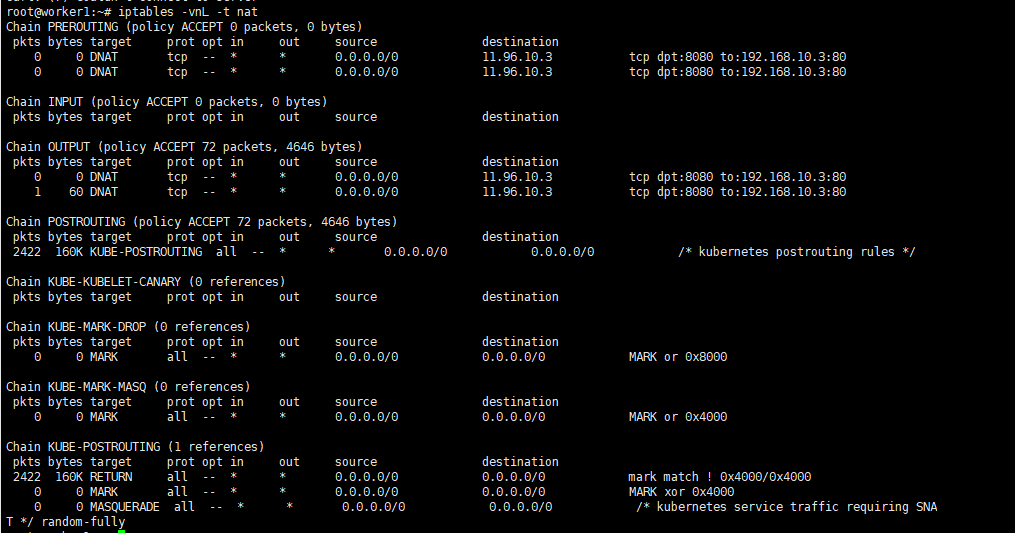 root@worker1:~# iptables -vnL -t nat
Chain PREROUTING (policy ACCEPT 0 packets, 0 bytes)
 pkts bytes target     prot opt in     out     source               destination
    0     0 DNAT       tcp  --  *      *       0.0.0.0/0            11.96.10.3           tcp dpt:8080 to:192.168.10.3:80
    0     0 DNAT       tcp  --  *      *       0.0.0.0/0            11.96.10.3           tcp dpt:8080 to:192.168.10.3:80
Chain INPUT (policy ACCEPT 0 packets, 0 bytes)
 pkts bytes target     prot opt in     out     source               destination
Chain OUTPUT (policy ACCEPT 72 packets, 4646 bytes)
 pkts bytes target     prot opt in     out     source               destination
    0     0 DNAT       tcp  --  *      *       0.0.0.0/0            11.96.10.3           tcp dpt:8080 to:192.168.10.3:80
    1    60 DNAT       tcp  --  *      *       0.0.0.0/0            11.96.10.3           tcp dpt:8080 to:192.168.10.3:80
Chain POSTROUTING (policy ACCEPT 72 packets, 4646 bytes)
 pkts bytes target     prot opt in     out     source               destination
 2422  160K KUBE-POSTROUTING  all  --  *      *       0.0.0.0/0            0.0.0.0/0            /* kubernetes postrouting rules */
Chain KUBE-KUBELET-CANARY (0 references)
 pkts bytes target     prot opt in     out     source               destination
Chain KUBE-MARK-DROP (0 references)
 pkts bytes target     prot opt in     out     source               destination
    0     0 MARK       all  --  *      *       0.0.0.0/0            0.0.0.0/0            MARK or 0x8000
Chain KUBE-MARK-MASQ (0 references)
 pkts bytes target     prot opt in     out     source               destination
    0     0 MARK       all  --  *      *       0.0.0.0/0            0.0.0.0/0            MARK or 0x4000
Chain KUBE-POSTROUTING (1 references)
 pkts bytes target     prot opt in     out     source               destination
 2422  160K RETURN     all  --  *      *       0.0.0.0/0            0.0.0.0/0            mark match ! 0x4000/0x4000
    0     0 MARK       all  --  *      *       0.0.0.0/0            0.0.0.0/0            MARK xor 0x4000
    0     0 MASQUERADE  all  --  *      *       0.0.0.0/0            0.0.0.0/0            /* kubernetes service traffic requiring SNA
T */ random-fully